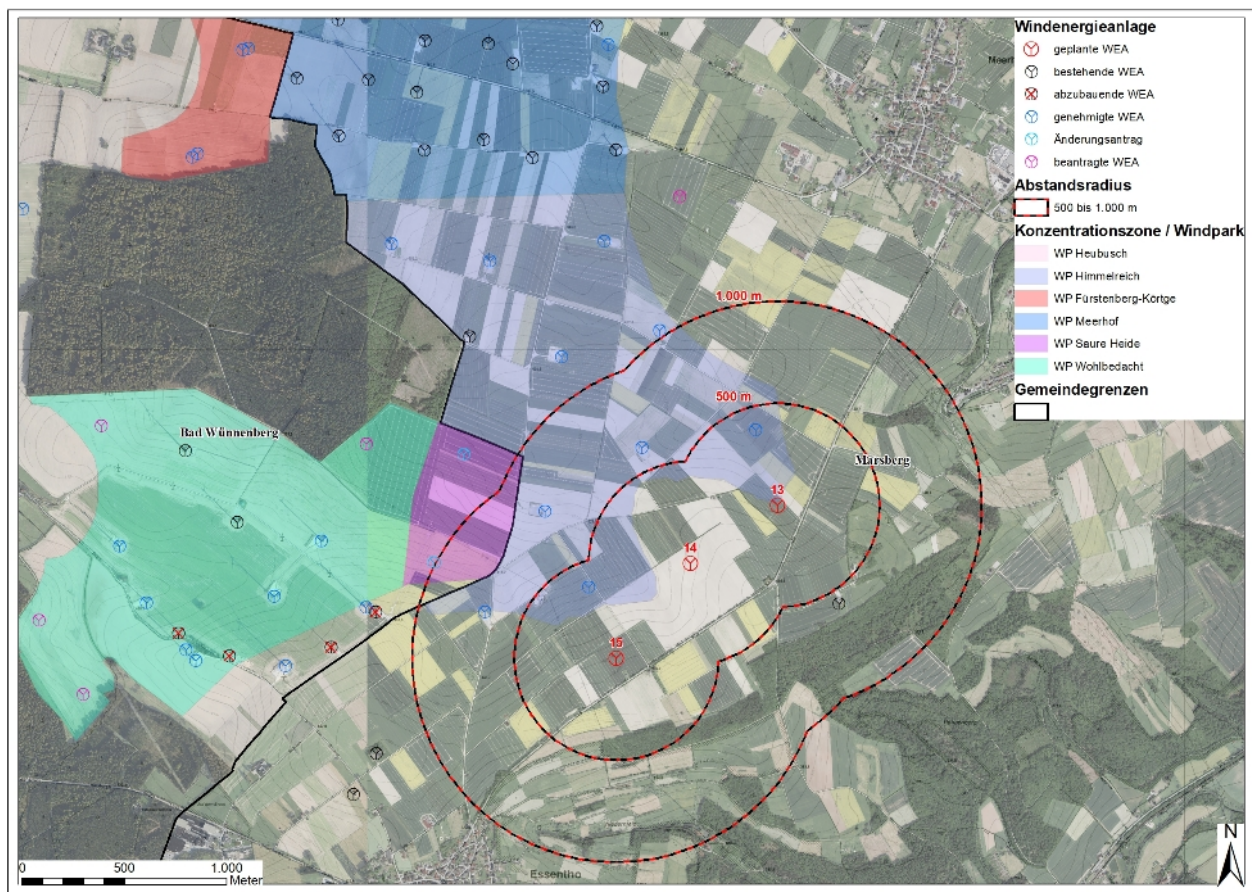 Windenergieanlage
geplante WEA
bestehende WEA
abzubauende WEA
genehmigte WEA
Änderungsantrag
beantragte WEA
Abstandsradius
500 bis 1.000 m
Konzentrationszone / Windpark
WP Heubusch
WP Himmelreich
WP Fürstenberg-Körtge
WP Meerhof
WP Saure Heide
WP Wohlbedacht
Gemeindegrenzen
1.000 m
500 m
Bad Wünnenberg
Marsberg
13
14
15
0 500 1.000
Meter
Essentho
N